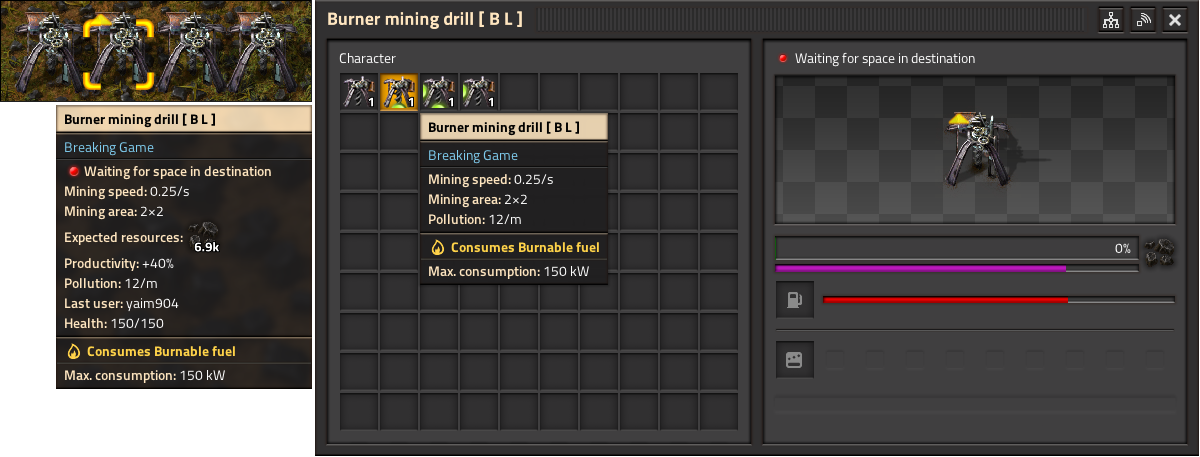 Burner mining drill [ B L ]
Breaking Game
Waiting for space in destination
Mining speed: 0.25/s
Mining area: 2×2
Expected resources: 6.9k
Productivity: +40%
Pollution: 12/m
Last user: yaim904
Health: 150/150
Consumes Burnable fuel
Max. consumption: 150 kW
Burner mining drill [ B L ]
Character
1 1 1 1
Burner mining drill [ B L ]
Breaking Game
Mining speed: 0.25/s
Mining area: 2×2
Pollution: 12/m
Consumes Burnable fuel
Max. consumption: 150 kW
Waiting for space in destination
0%